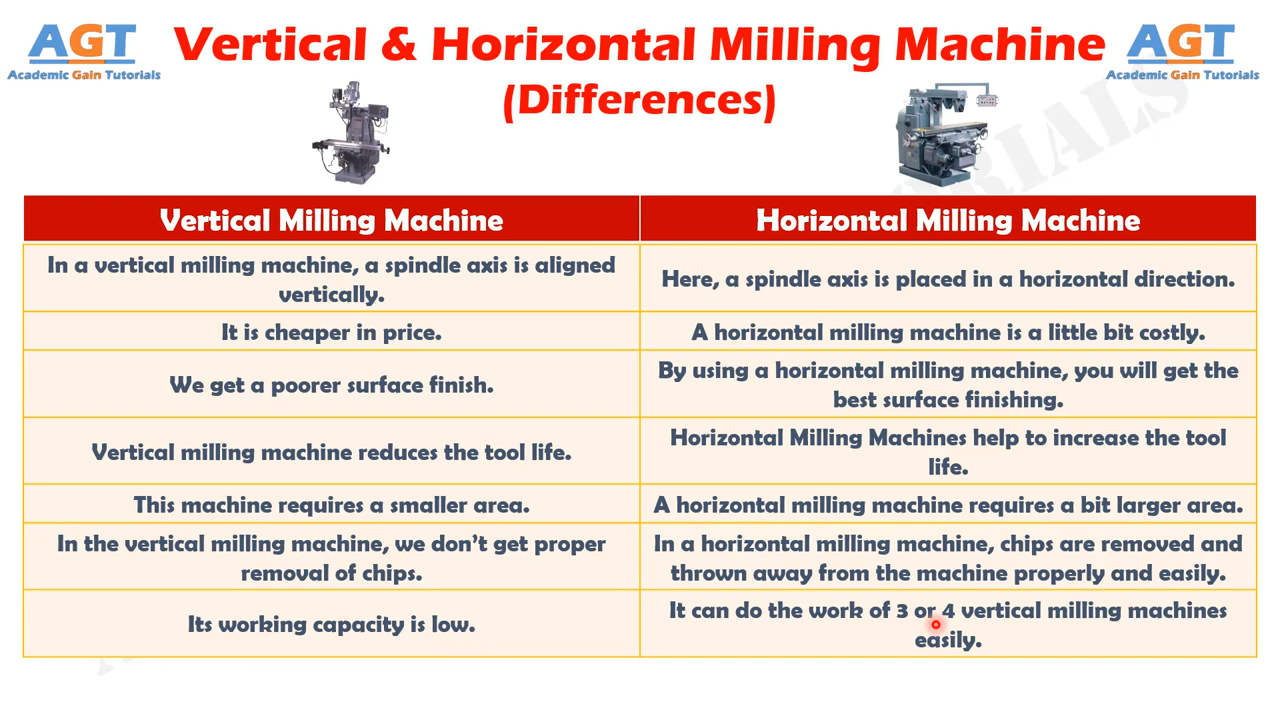 AGT
Academic Gain Tutorials
Vertical & Horizontal Milling Machine
(Differences)
AGT
Academic Gain Tutorials
Vertical Milling Machine
Horizontal Milling Machine
In a vertical milling machine, a spindle axis is aligned
vertically.
Here, a spindle axis is placed in a horizontal direction.
It is cheaper in price.
A horizontal milling machine is a little bit costly.
We get a poorer surface finish.
By using a horizontal milling machine, you will get the
best surface finishing.
Vertical milling machine reduces the tool life.
Horizontal Milling Machines help to increase the tool
life.
This machine requires a smaller area.
A horizontal milling machine requires a bit larger area.
In the vertical milling machine, we don't get proper
removal of chips.
In a horizontal milling machine, chips are removed and
thrown away from the machine properly and easily.
Its working capacity is low.
It can do the work of 3 or 4 vertical milling machines
easily.